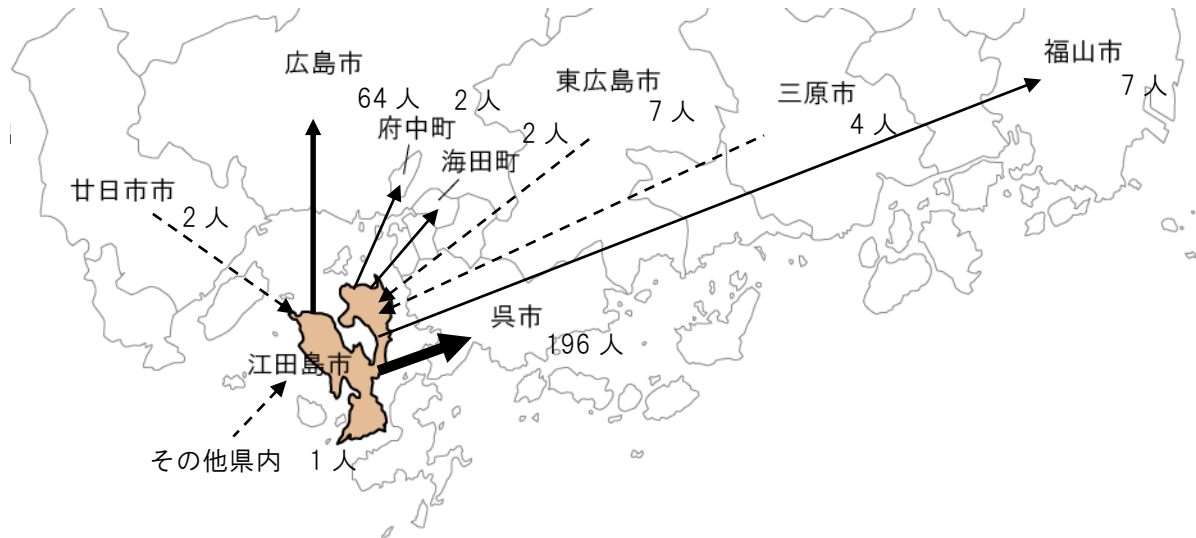 広島市
64 人
府中町
2 人
海田町
2 人
東広島市
7 人
三原市
4 人
福山市
7 人
廿日市市
2 人
呉市
196 人
江田島市
その他県内 1 人